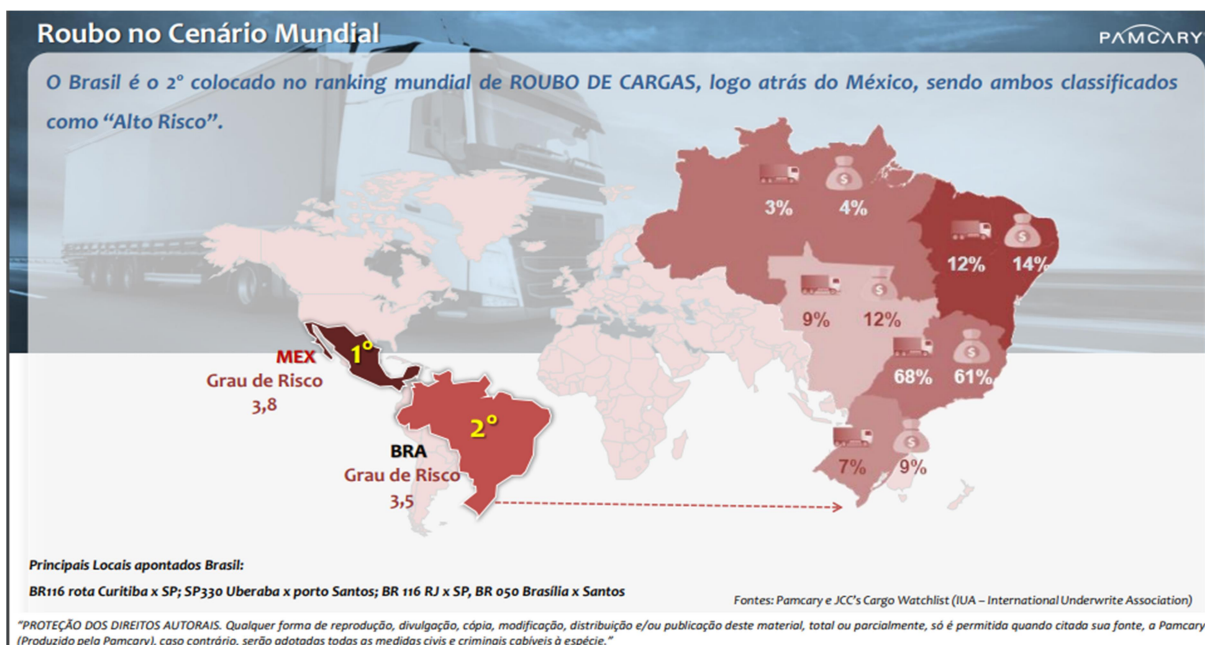 Roubo no Cenário Mundial
PAMCARY
O Brasil é o 2º colocado no ranking mundial de ROUBO DE CARGAS, logo atrás do México, sendo ambos classificados
como “Alto Risco”.
3% 4%
12% 14%
9% 12%
68% 61%
7% 9%
1º
MEX
Grau de Risco
3,8
2º
BRA
Grau de Risco
3,5
Principais Locais apontados Brasil:
BR116 rota Curitiba x SP; SP330 Uberaba x porto Santos; BR 116 RJ x SP, BR 050 Brasília x Santos
Fontes: Pamcary e JCC's Cargo Watchlist (IUA – International Underwrite Association)
“PROTEÇÃO DOS DIREITOS AUTORAIS. Qualquer forma de reprodução, divulgação, cópia, modificação, distribuição e/ou publicação deste material, total ou parcialmente, só é permitida quando citada sua fonte, a Pamcary
(Produzido pela Pamcary), caso contrário, serão adotadas todas as medidas civis e criminais cabíveis à espécie.”